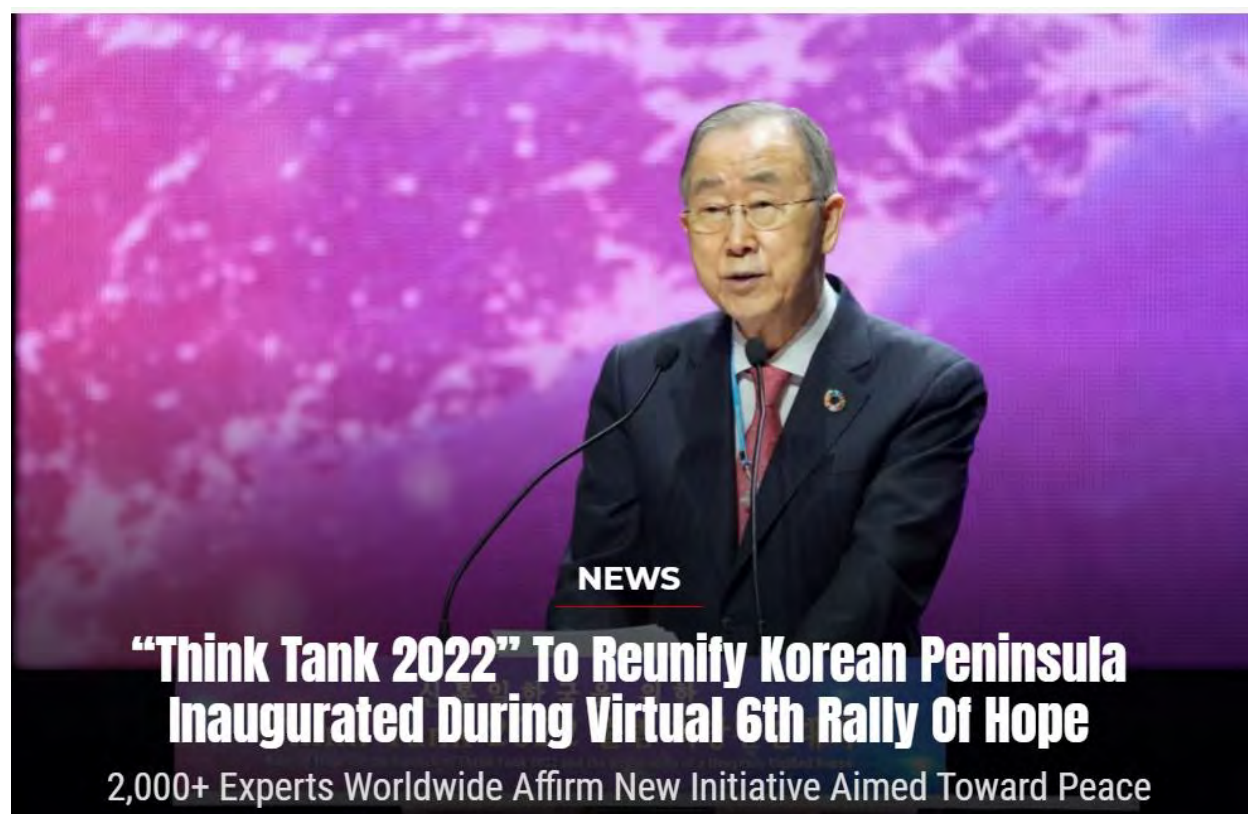 NEWS
“Think Tank 2022” To Reunify Korean Peninsula
Inaugurated During Virtual 6th Rally Of Hope
2,000+ Experts Worldwide Affirm New Initiative Aimed Toward Peace